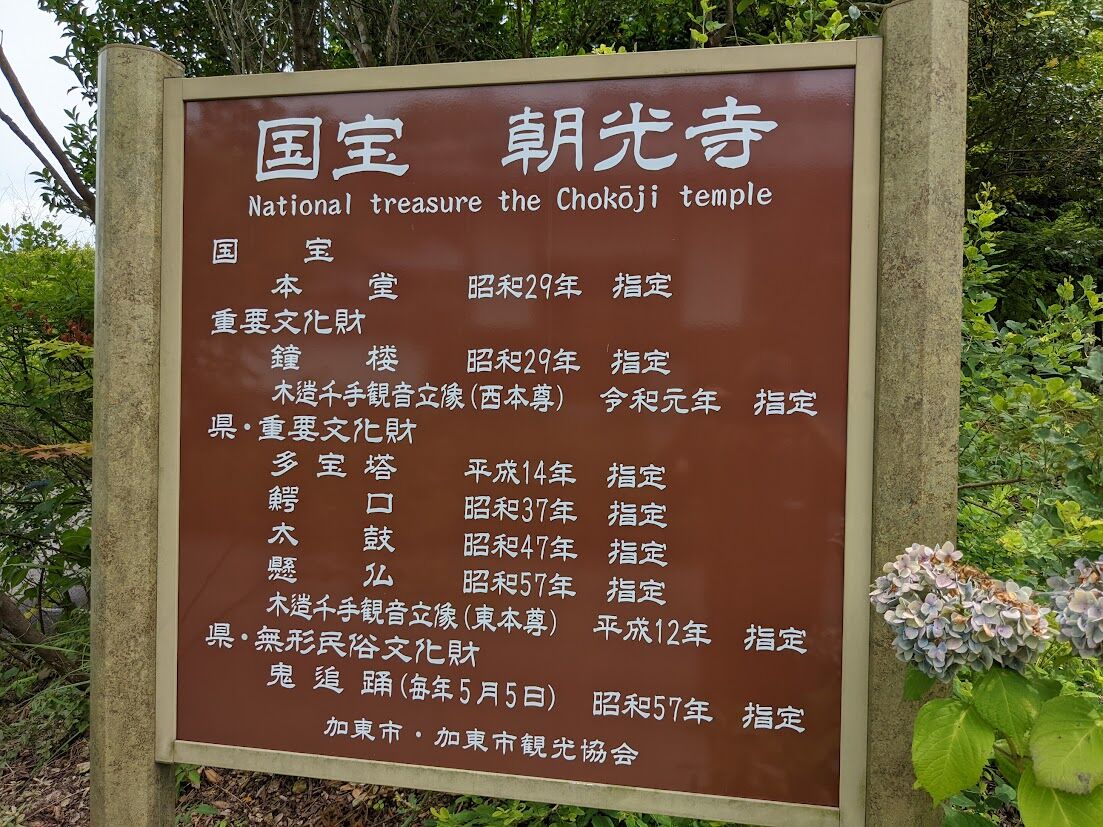 国宝 朝光寺
National treasure the Chokōji temple
国宝
本堂 昭和29年 指定
重要文化財
鐘楼 昭和29年 指定
木造千手観音立像(西本尊) 令和元年 指定
県・重要文化財
多宝塔 平成14年 指定
鰐口 昭和37年 指定
太鼓 昭和47年 指定
懸仏 昭和57年 指定
木造千手観音立像(東本尊) 平成12年 指定
県・無形民俗文化財
鬼追踊(毎年5月5日) 昭和57年 指定
加東市・加東市観光協会